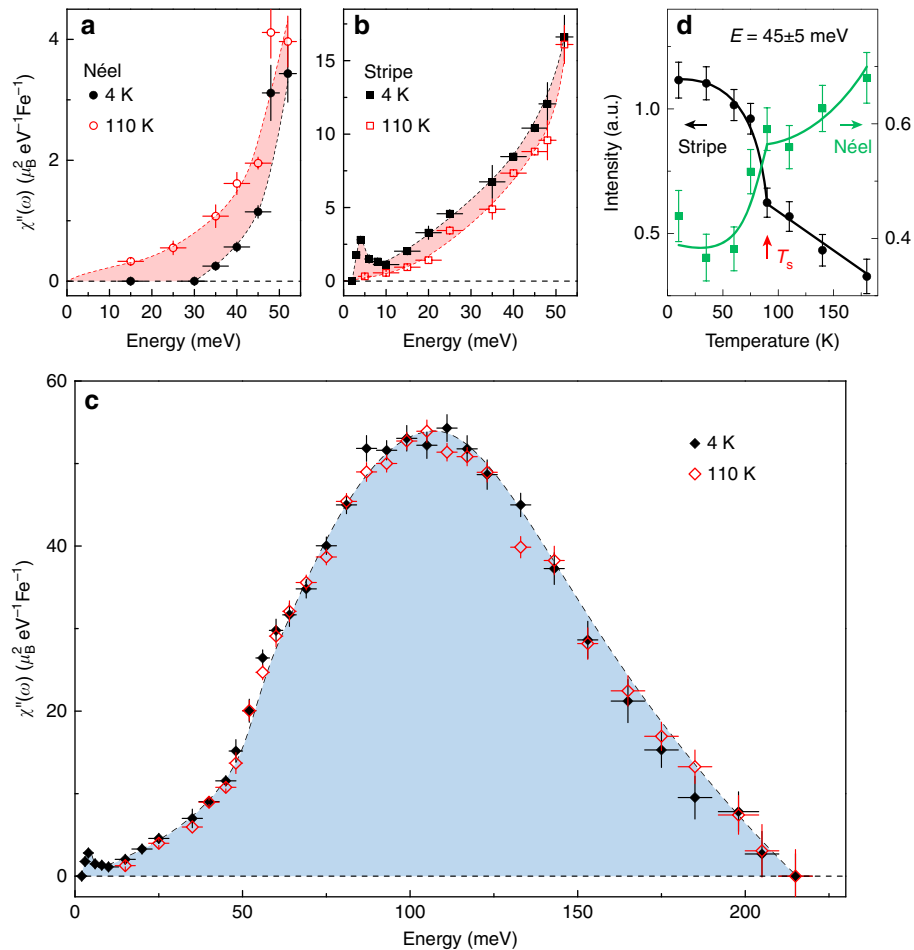 a
Néel
4 K
110 K
χ″(ω) (μ_B² eV⁻¹Fe⁻¹)
4
2
0
0 10 20 30 40 50
Energy (meV)
b
Stripe
4 K
110 K
15
10
5
0
0 10 20 30 40 50
Energy (meV)
d
E = 45±5 meV
Intensity (a.u.)
1.0
0.5
Stripe
Néel
Tₛ
0.6
0.4
0 50 100 150
Temperature (K)
c
4 K
110 K
χ″(ω) (μ_B² eV⁻¹Fe⁻¹)
60
40
20
0
0 50 100 150 200
Energy (meV)